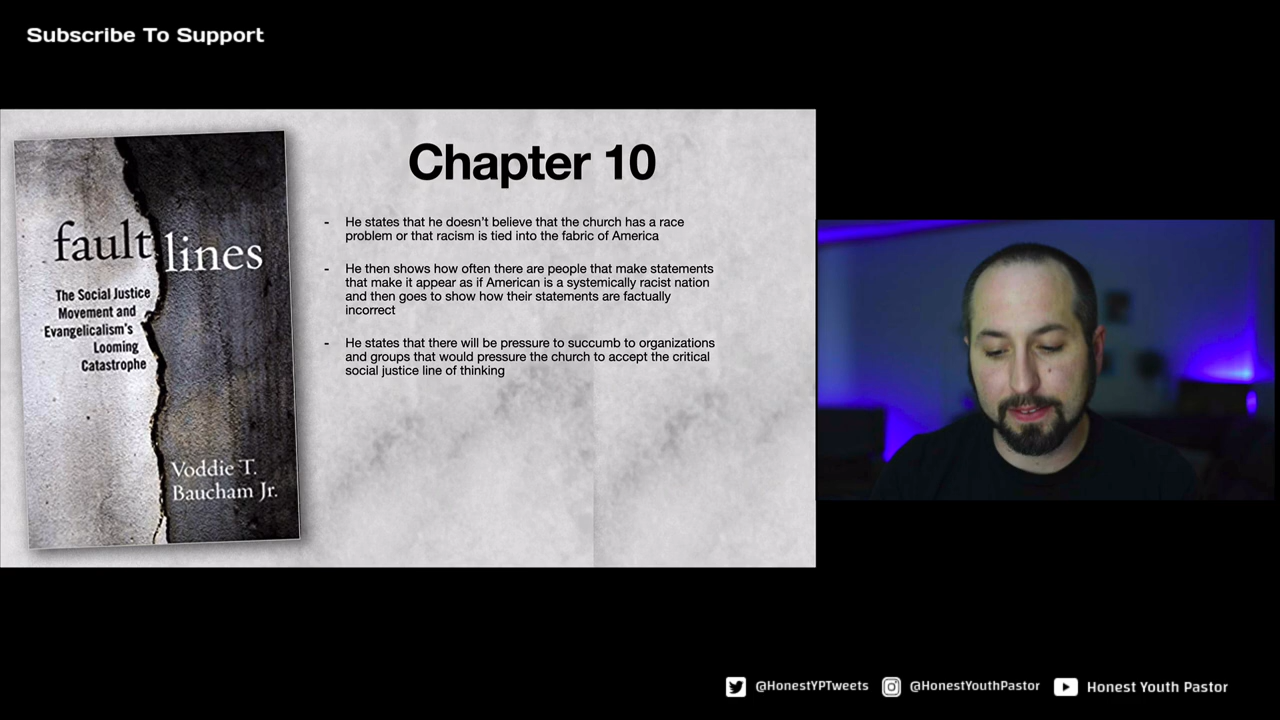 Subscribe To Support
fault lines
The Social Justice
Movement and
Evangelicalism's
Looming
Catastrophe
Voddie T.
Baucham Jr.
Chapter 10
- He states that he doesn't believe that the church has a race
problem or that racism is tied into the fabric of America
- He then shows how often there are people that make statements
that make it appear as if American is a systemically racist nation
and then goes to show how their statements are factually
incorrect
- He states that there will be pressure to succumb to organizations
and groups that would pressure the church to accept the critical
social justice line of thinking
@HonestYPTweets @HonestYouthPastor Honest Youth Pastor